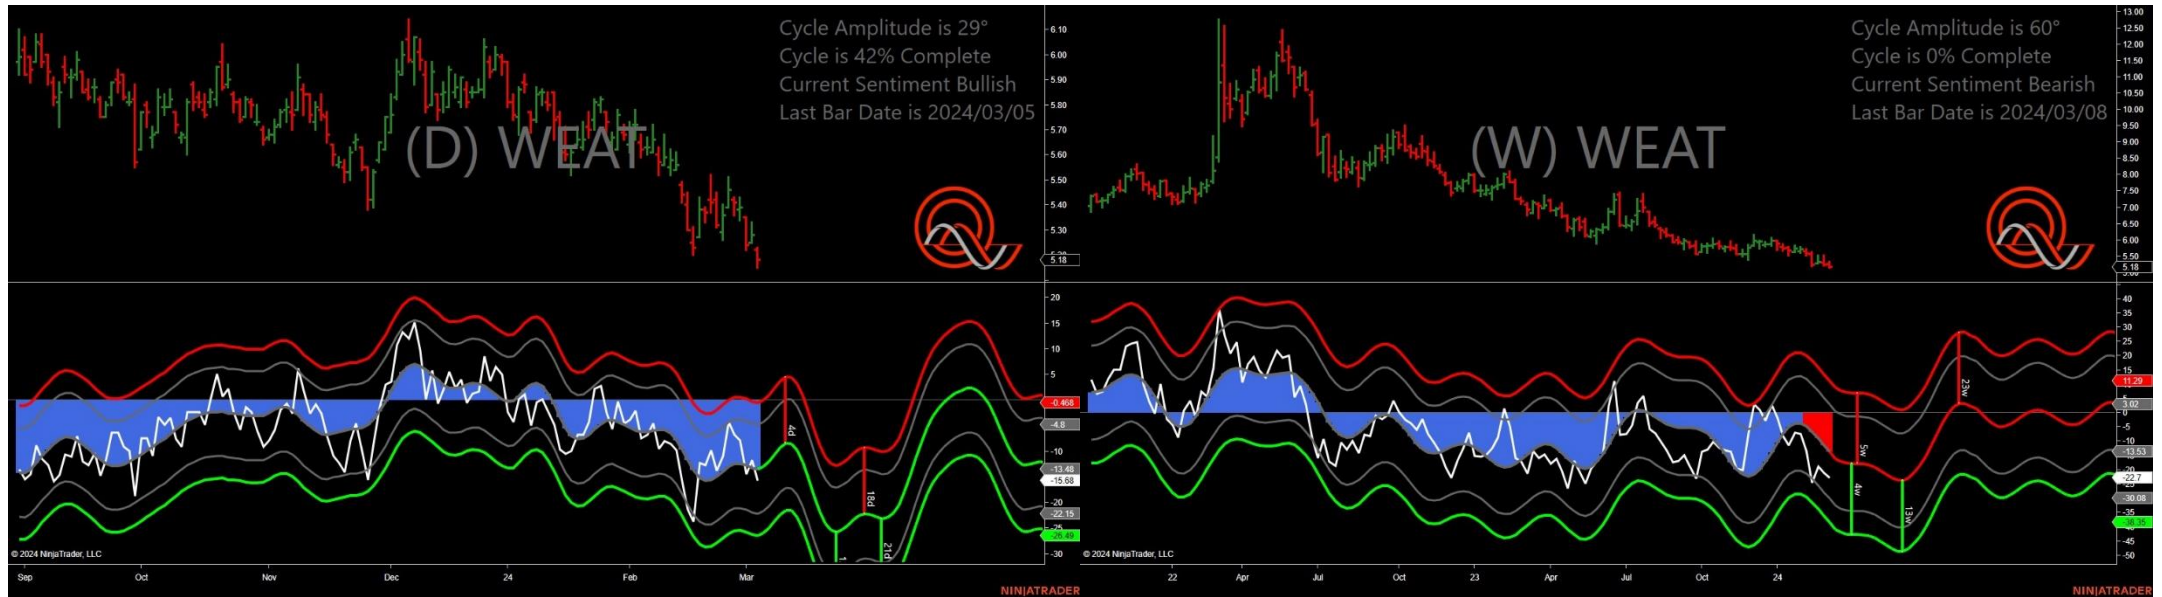 Cycle Amplitude is 29°
Cycle is 42% Complete
Current Sentiment Bullish
Last Bar Date is 2024/03/05
(D) WEAT
6.10
6.00
5.90
5.80
5.70
5.60
5.50
5.40
5.30
5.18
20
15
10
5
-0.468
-4.8
-10
-13.48
-15.68
-20
-22.15
-26.49
-30
4d
18d
1
21d
© 2024 NinjaTrader, LLC
Sep
Oct
Nov
Dec
24
Feb
Mar
NINJATRADER
Cycle Amplitude is 60°
Cycle is 0% Complete
Current Sentiment Bearish
Last Bar Date is 2024/03/08
(W) WEAT
13.00
12.50
12.00
11.50
11.00
10.50
10.00
9.50
9.00
8.50
8.00
7.50
7.00
6.50
6.00
5.50
5.18
40
35
30
25
20
15
11.29
3.02
0
-5
-10
-13.53
-20
-22.7
-30.08
-35
-38.35
-45
-50
5w
4w
13w
23w
© 2024 NinjaTrader, LLC
22
Apr
Jul
Oct
23
Apr
Jul
Oct
24
NINJATRADER